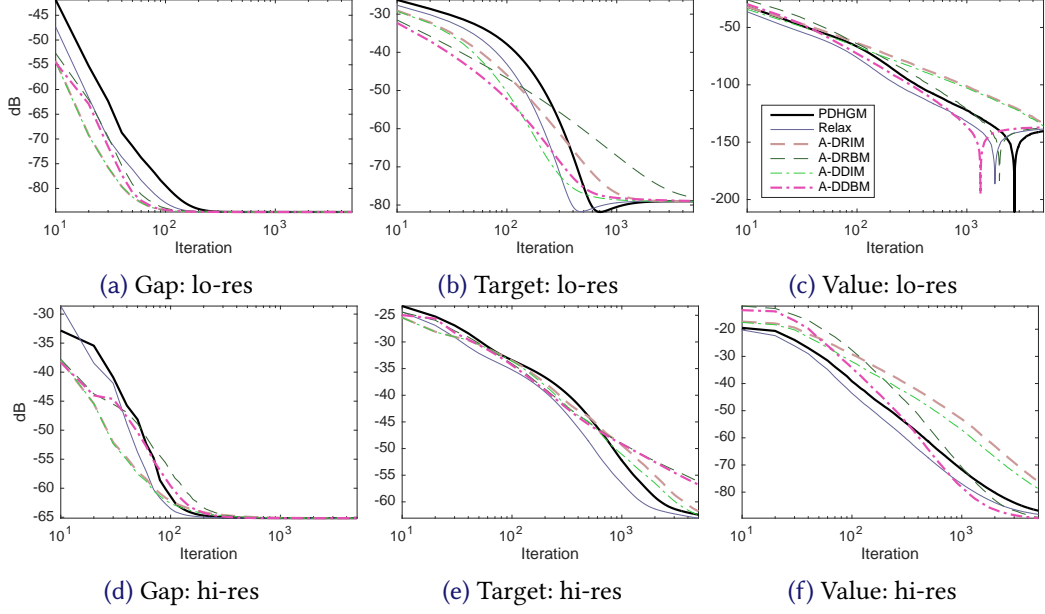 -45
-50
-55
-60
-65
-70
-75
-80
dB
10^1 10^2 10^3
Iteration
(a) Gap: lo-res
-30
-40
-50
-60
-70
-80
10^1 10^2 10^3
Iteration
(b) Target: lo-res
-50
-100
-150
-200
PDHGM
Relax
A-DRIM
A-DRBM
A-DDIM
A-DDBM
10^1 10^2 10^3
Iteration
(c) Value: lo-res
-30
-35
-40
-45
-50
-55
-60
-65
dB
10^1 10^2 10^3
Iteration
(d) Gap: hi-res
-25
-30
-35
-40
-45
-50
-55
-60
10^1 10^2 10^3
Iteration
(e) Target: hi-res
-20
-30
-40
-50
-60
-70
-80
10^1 10^2 10^3
Iteration
(f) Value: hi-res